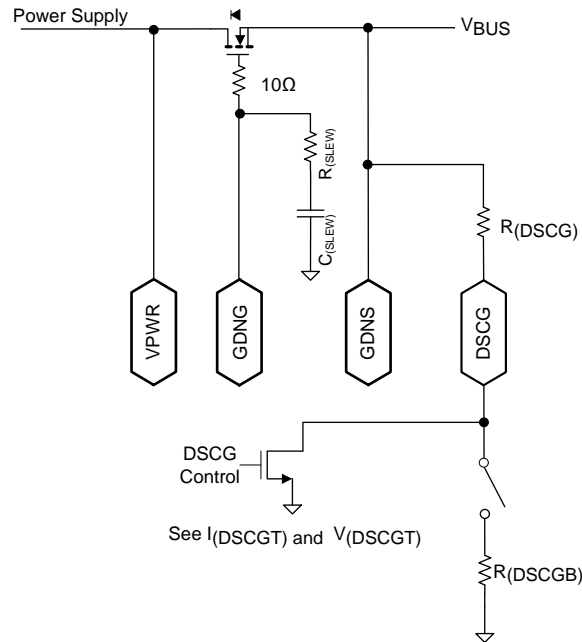 Power Supply
VBUS
10Ω
R(SLEW)
C(SLEW)
R(DSCG)
VPWR
GDNG
GDNS
DSCG
DSCG
Control
See I(DSCGT) and V(DSCGT)
R(DSCGB)